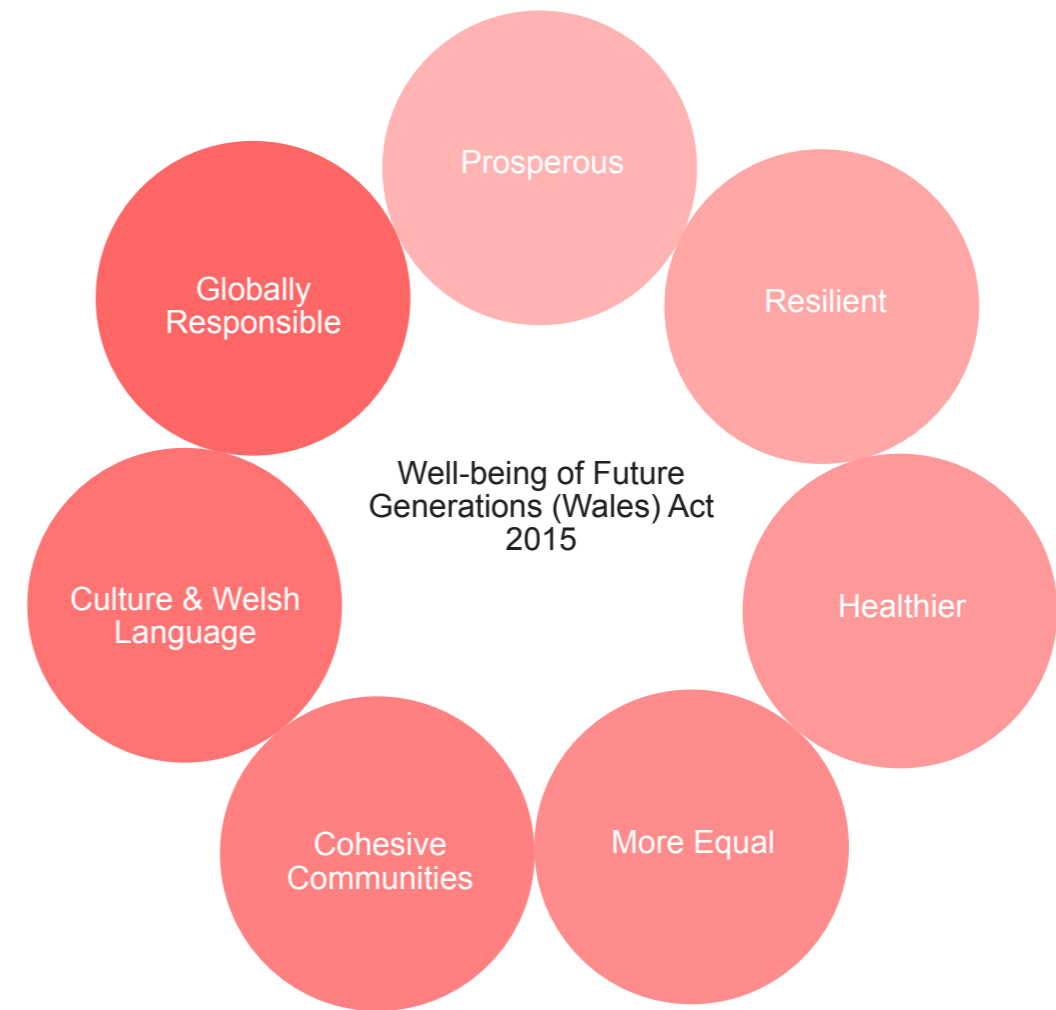 Prosperous
Resilient
Healthier
More Equal
Cohesive
Communities
Culture & Welsh
Language
Globally
Responsible
Well-being of Future
Generations (Wales) Act
2015